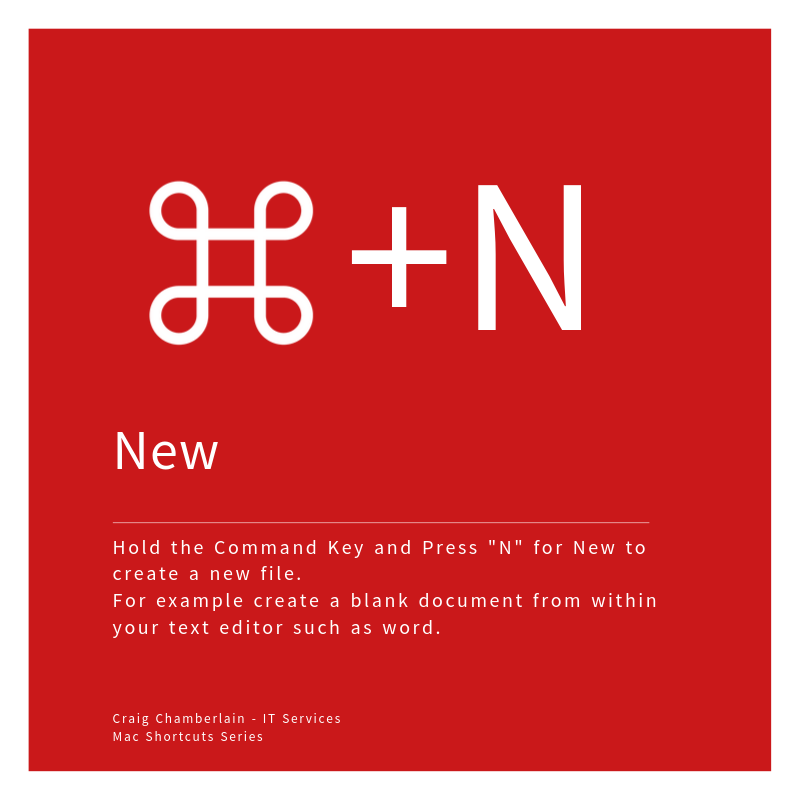 ⌘+N
New
Hold the Command Key and Press "N" for New to
create a new file.
For example create a blank document from within
your text editor such as word.
Craig Chamberlain - IT Services
Mac Shortcuts Series